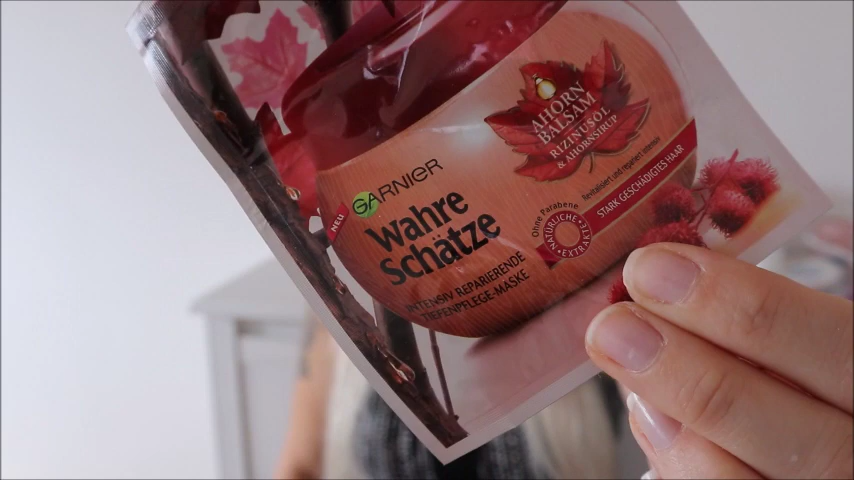 AHORN
BALSAM
RIZINUSÖL
& AHORNSIRUP
GARNIER
NEU
Wahre
Schätze
INTENSIV REPARIERENDE
TIEFENPFLEGE-MASKE
Revitalisiert und repariert intensiv
STARK GESCHÄDIGTES HAAR
Ohne Parabene
NATÜRLICHE • EXTRAKTE •